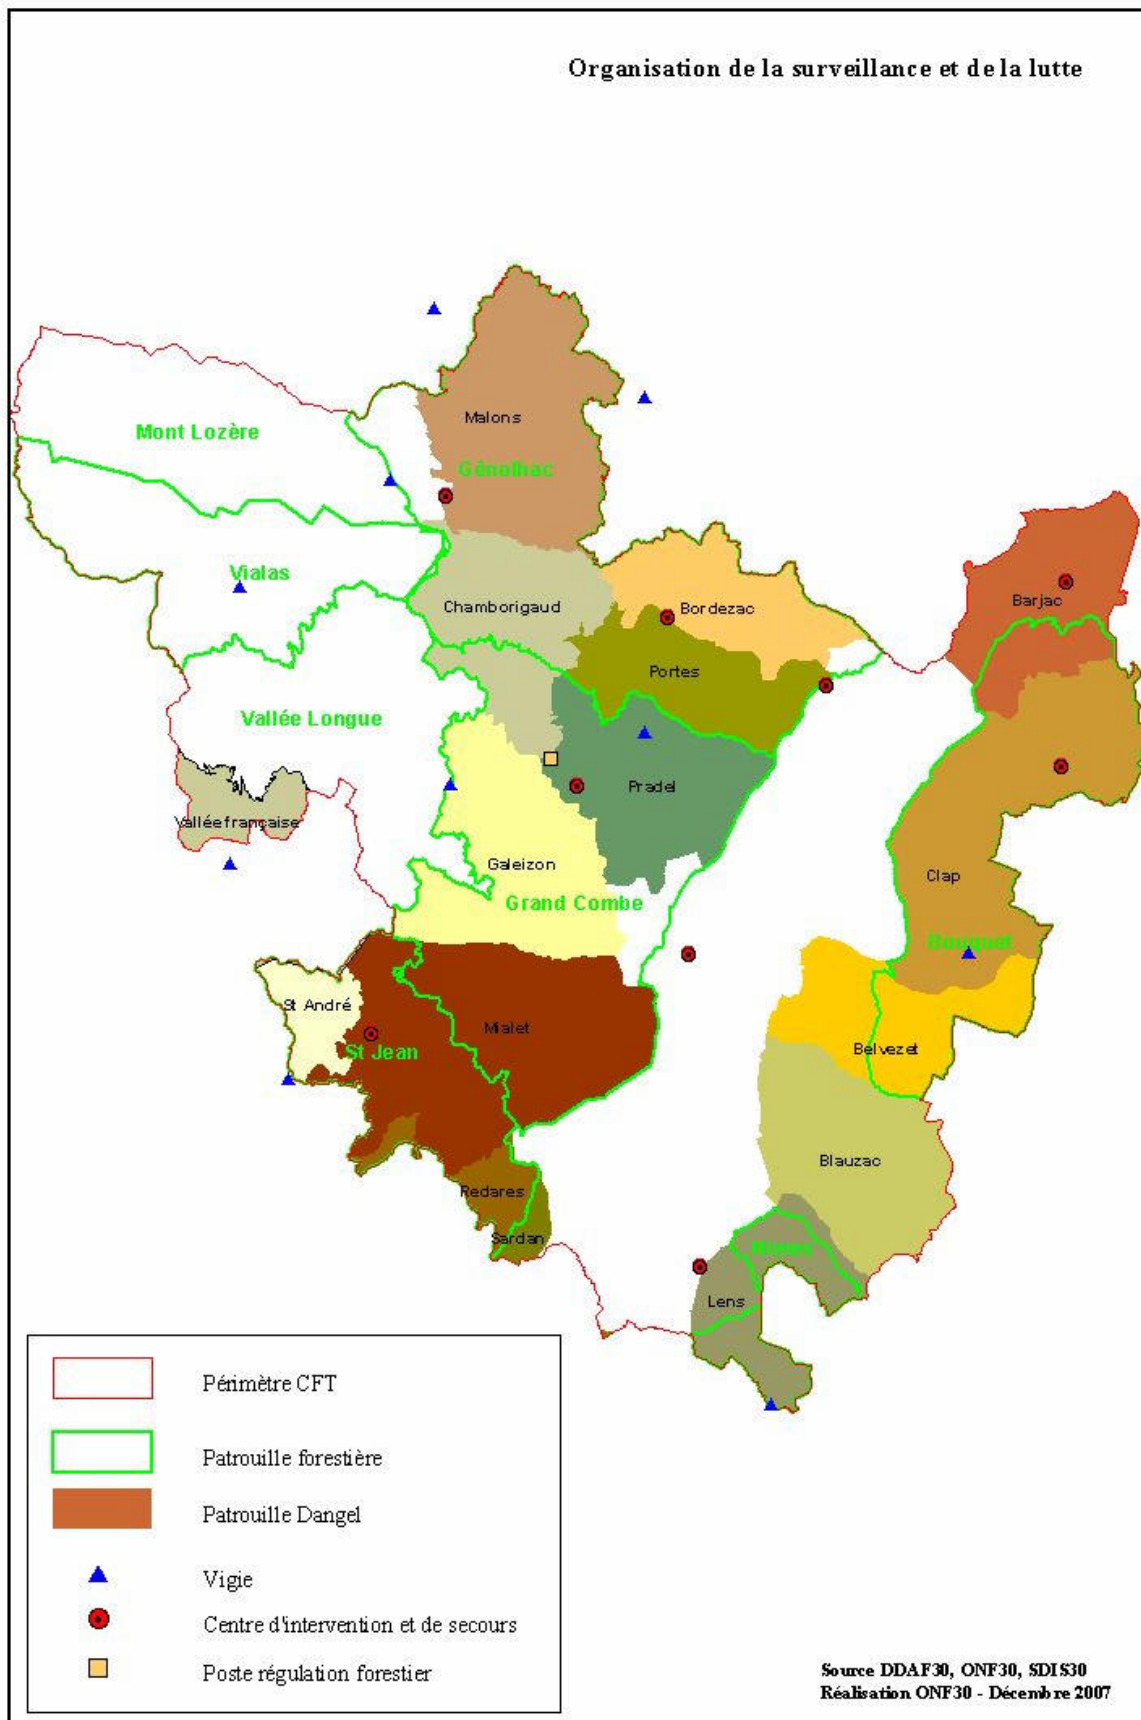 Organisation de la surveillance et de la lutte
Malons
Mont Lozère
Génolhac
Vialas
Chamborigaud
Bordezac
Barjac
Portes
Vallée Longue
Pradel
Vallée française
Galeizon
Clap
Grand Combe
Rouquet
St André
Mialet
St Jean
Belvezet
Blauzac
Redares
Sardan
Nimes
Lens
Périmètre CFT
Patrouille forestière
Patrouille Dangel
Vigie
Centre d'intervention et de secours
Poste régulation forestier
Source DDAF30, ONF30, SDIS30
Réalisation ONF30 - Décembre 2007